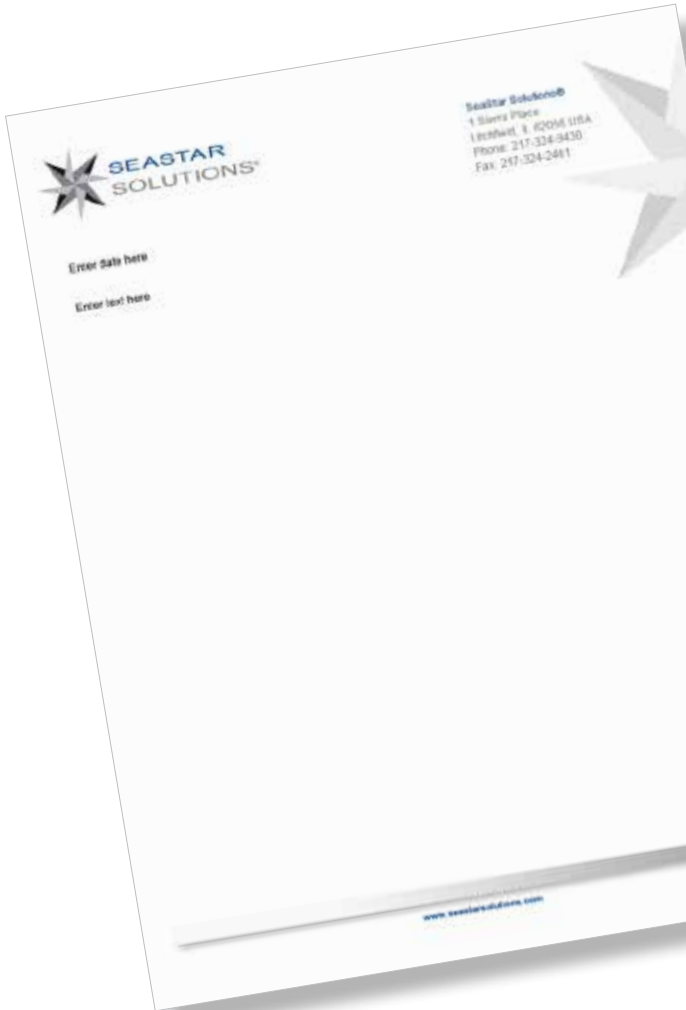 SEASTAR
SOLUTIONS®
SeaStar Solutions®
1 Sierra Place
Litchfield, IL 62056 USA
Phone: 217-324-9430
Fax: 217-324-2461
Enter date here
Enter text here
www.seastarsolutions.com